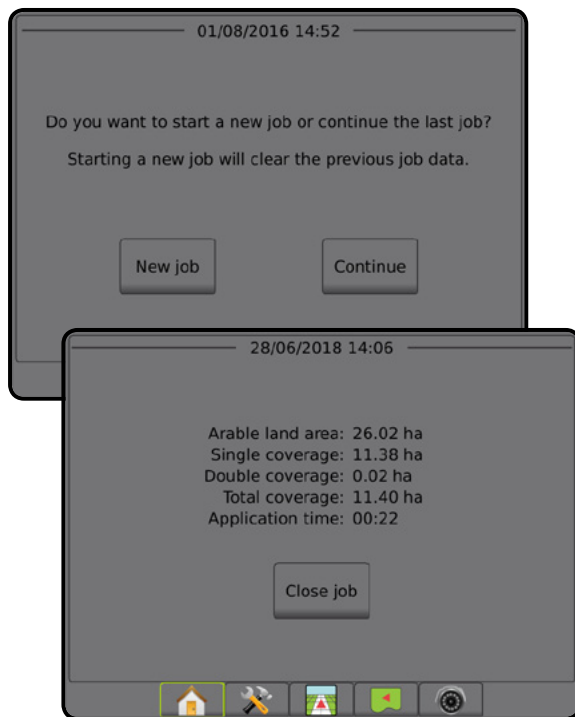 01/08/2016 14:52
Do you want to start a new job or continue the last job?
Starting a new job will clear the previous job data.
New job Continue
28/06/2018 14:06
Arable land area: 26.02 ha
Single coverage: 11.38 ha
Double coverage: 0.02 ha
Total coverage: 11.40 ha
Application time: 00:22
Close job